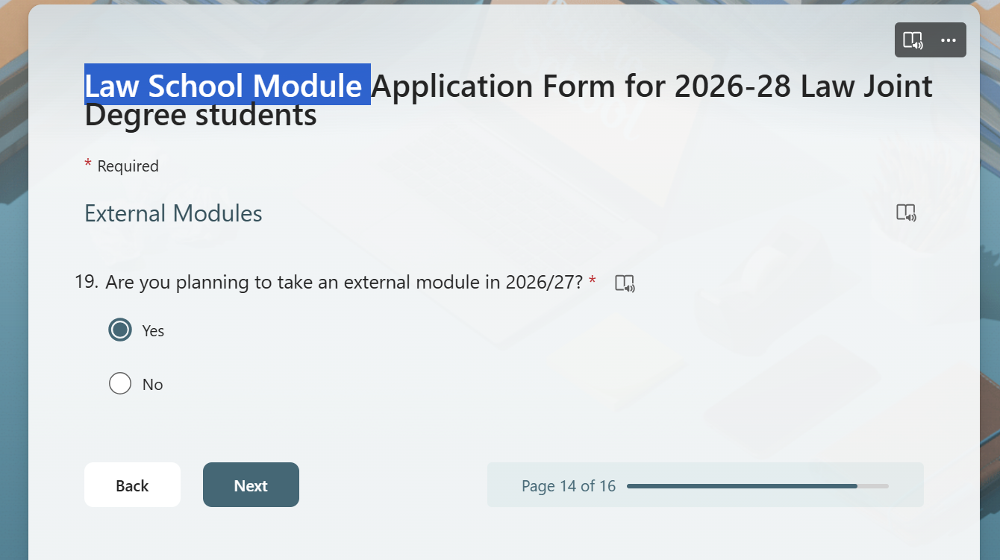 Law School Module Application Form for 2026-28 Law Joint
Degree students
* Required
External Modules
19. Are you planning to take an external module in 2026/27? *
Yes
No
Back
Next
Page 14 of 16